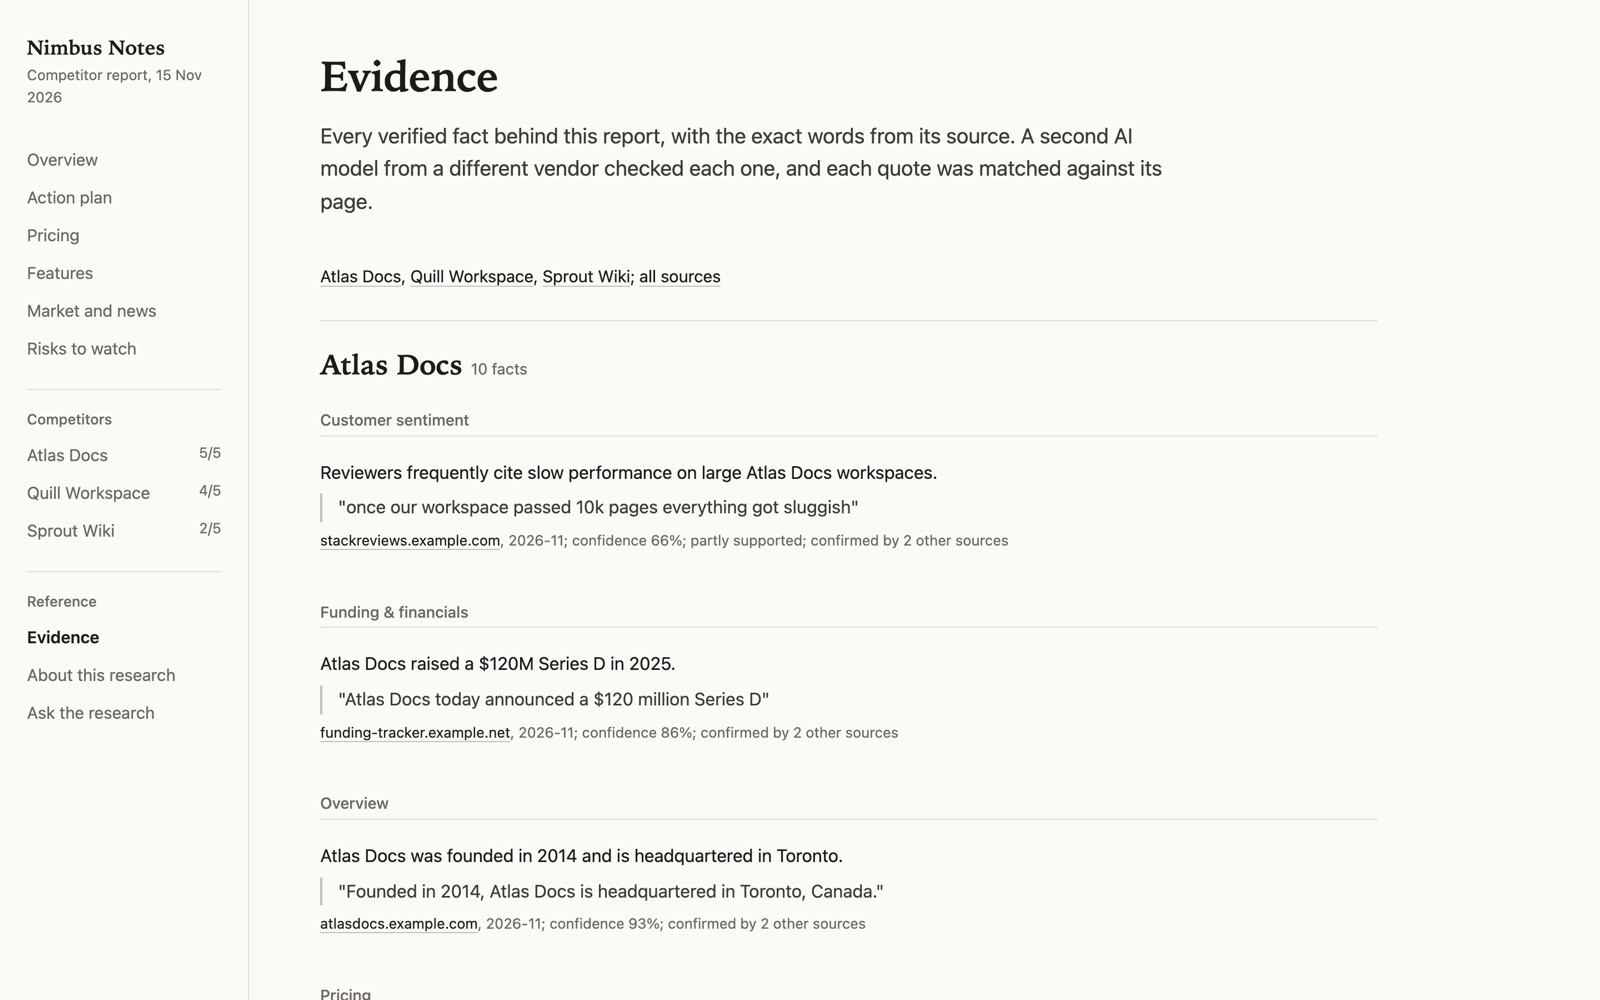 Nimbus Notes
Competitor report, 15 Nov
2026
Overview
Action plan
Pricing
Features
Market and news
Risks to watch
Competitors
Atlas Docs 5/5
Quill Workspace 4/5
Sprout Wiki 2/5
Reference
Evidence
About this research
Ask the research
Evidence
Every verified fact behind this report, with the exact words from its source. A second AI
model from a different vendor checked each one, and each quote was matched against its
page.
Atlas Docs, Quill Workspace, Sprout Wiki; all sources
Atlas Docs 10 facts
Customer sentiment
Reviewers frequently cite slow performance on large Atlas Docs workspaces.
"once our workspace passed 10k pages everything got sluggish"
stackreviews.example.com, 2026-11; confidence 66%; partly supported; confirmed by 2 other sources
Funding & financials
Atlas Docs raised a $120M Series D in 2025.
"Atlas Docs today announced a $120 million Series D"
funding-tracker.example.net, 2026-11; confidence 86%; confirmed by 2 other sources
Overview
Atlas Docs was founded in 2014 and is headquartered in Toronto.
"Founded in 2014, Atlas Docs is headquartered in Toronto, Canada."
atlasdocs.example.com, 2026-11; confidence 93%; confirmed by 2 other sources
Pricing